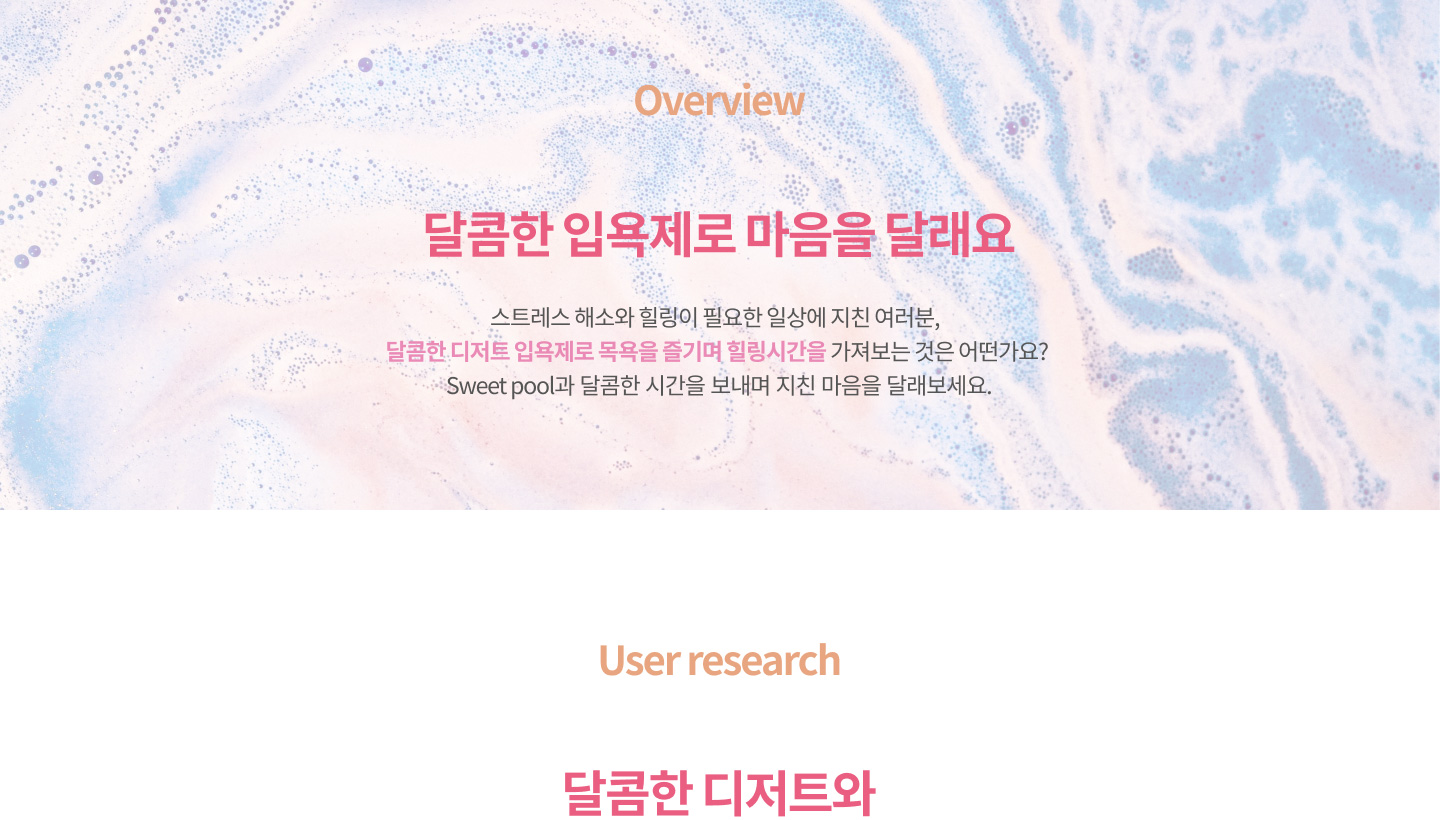 Overview
달콤한 입욕제로 마음을 달래요
스트레스 해소와 힐링이 필요한 일상에 지친 여러분,
달콤한 디저트 입욕제로 목욕을 즐기며 힐링시간을 가져보는 것은 어떤가요?
Sweet pool과 달콤한 시간을 보내며 지친 마음을 달래보세요.
User research
달콤한 디저트와